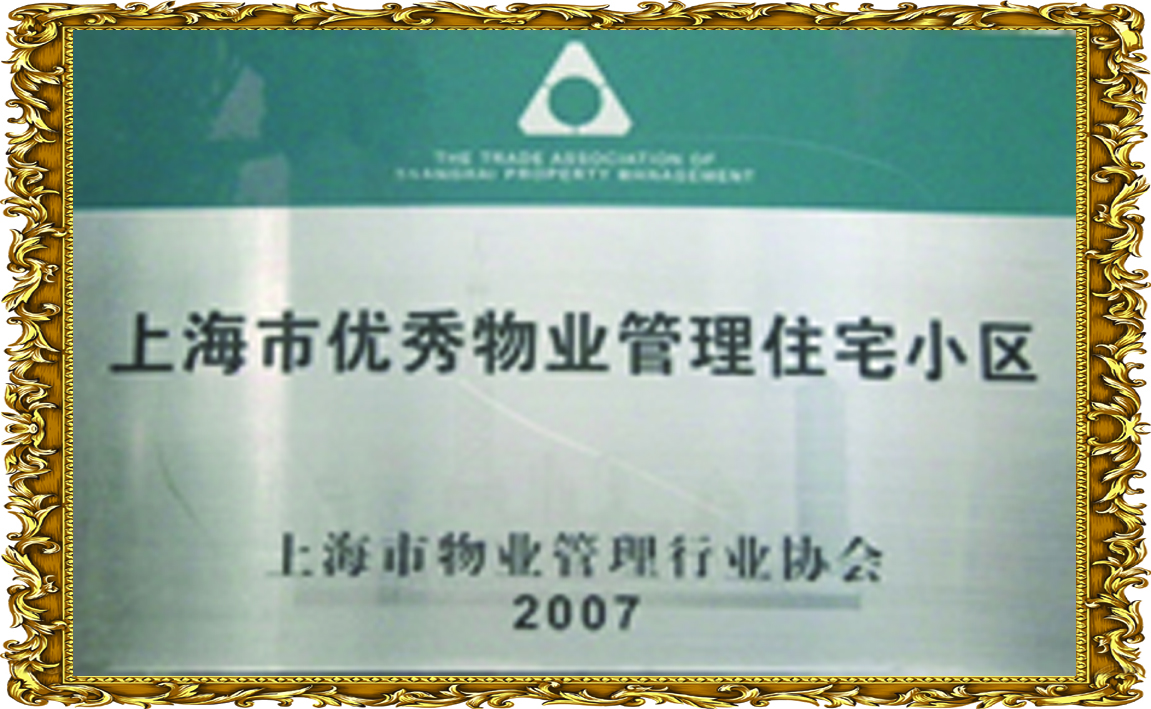 THE TRADE ASSOCIATION OF
SHANGHAI PROPERTY MANAGEMENT
上海市优秀物业管理住宅小区
上海市物业管理行业协会
2007